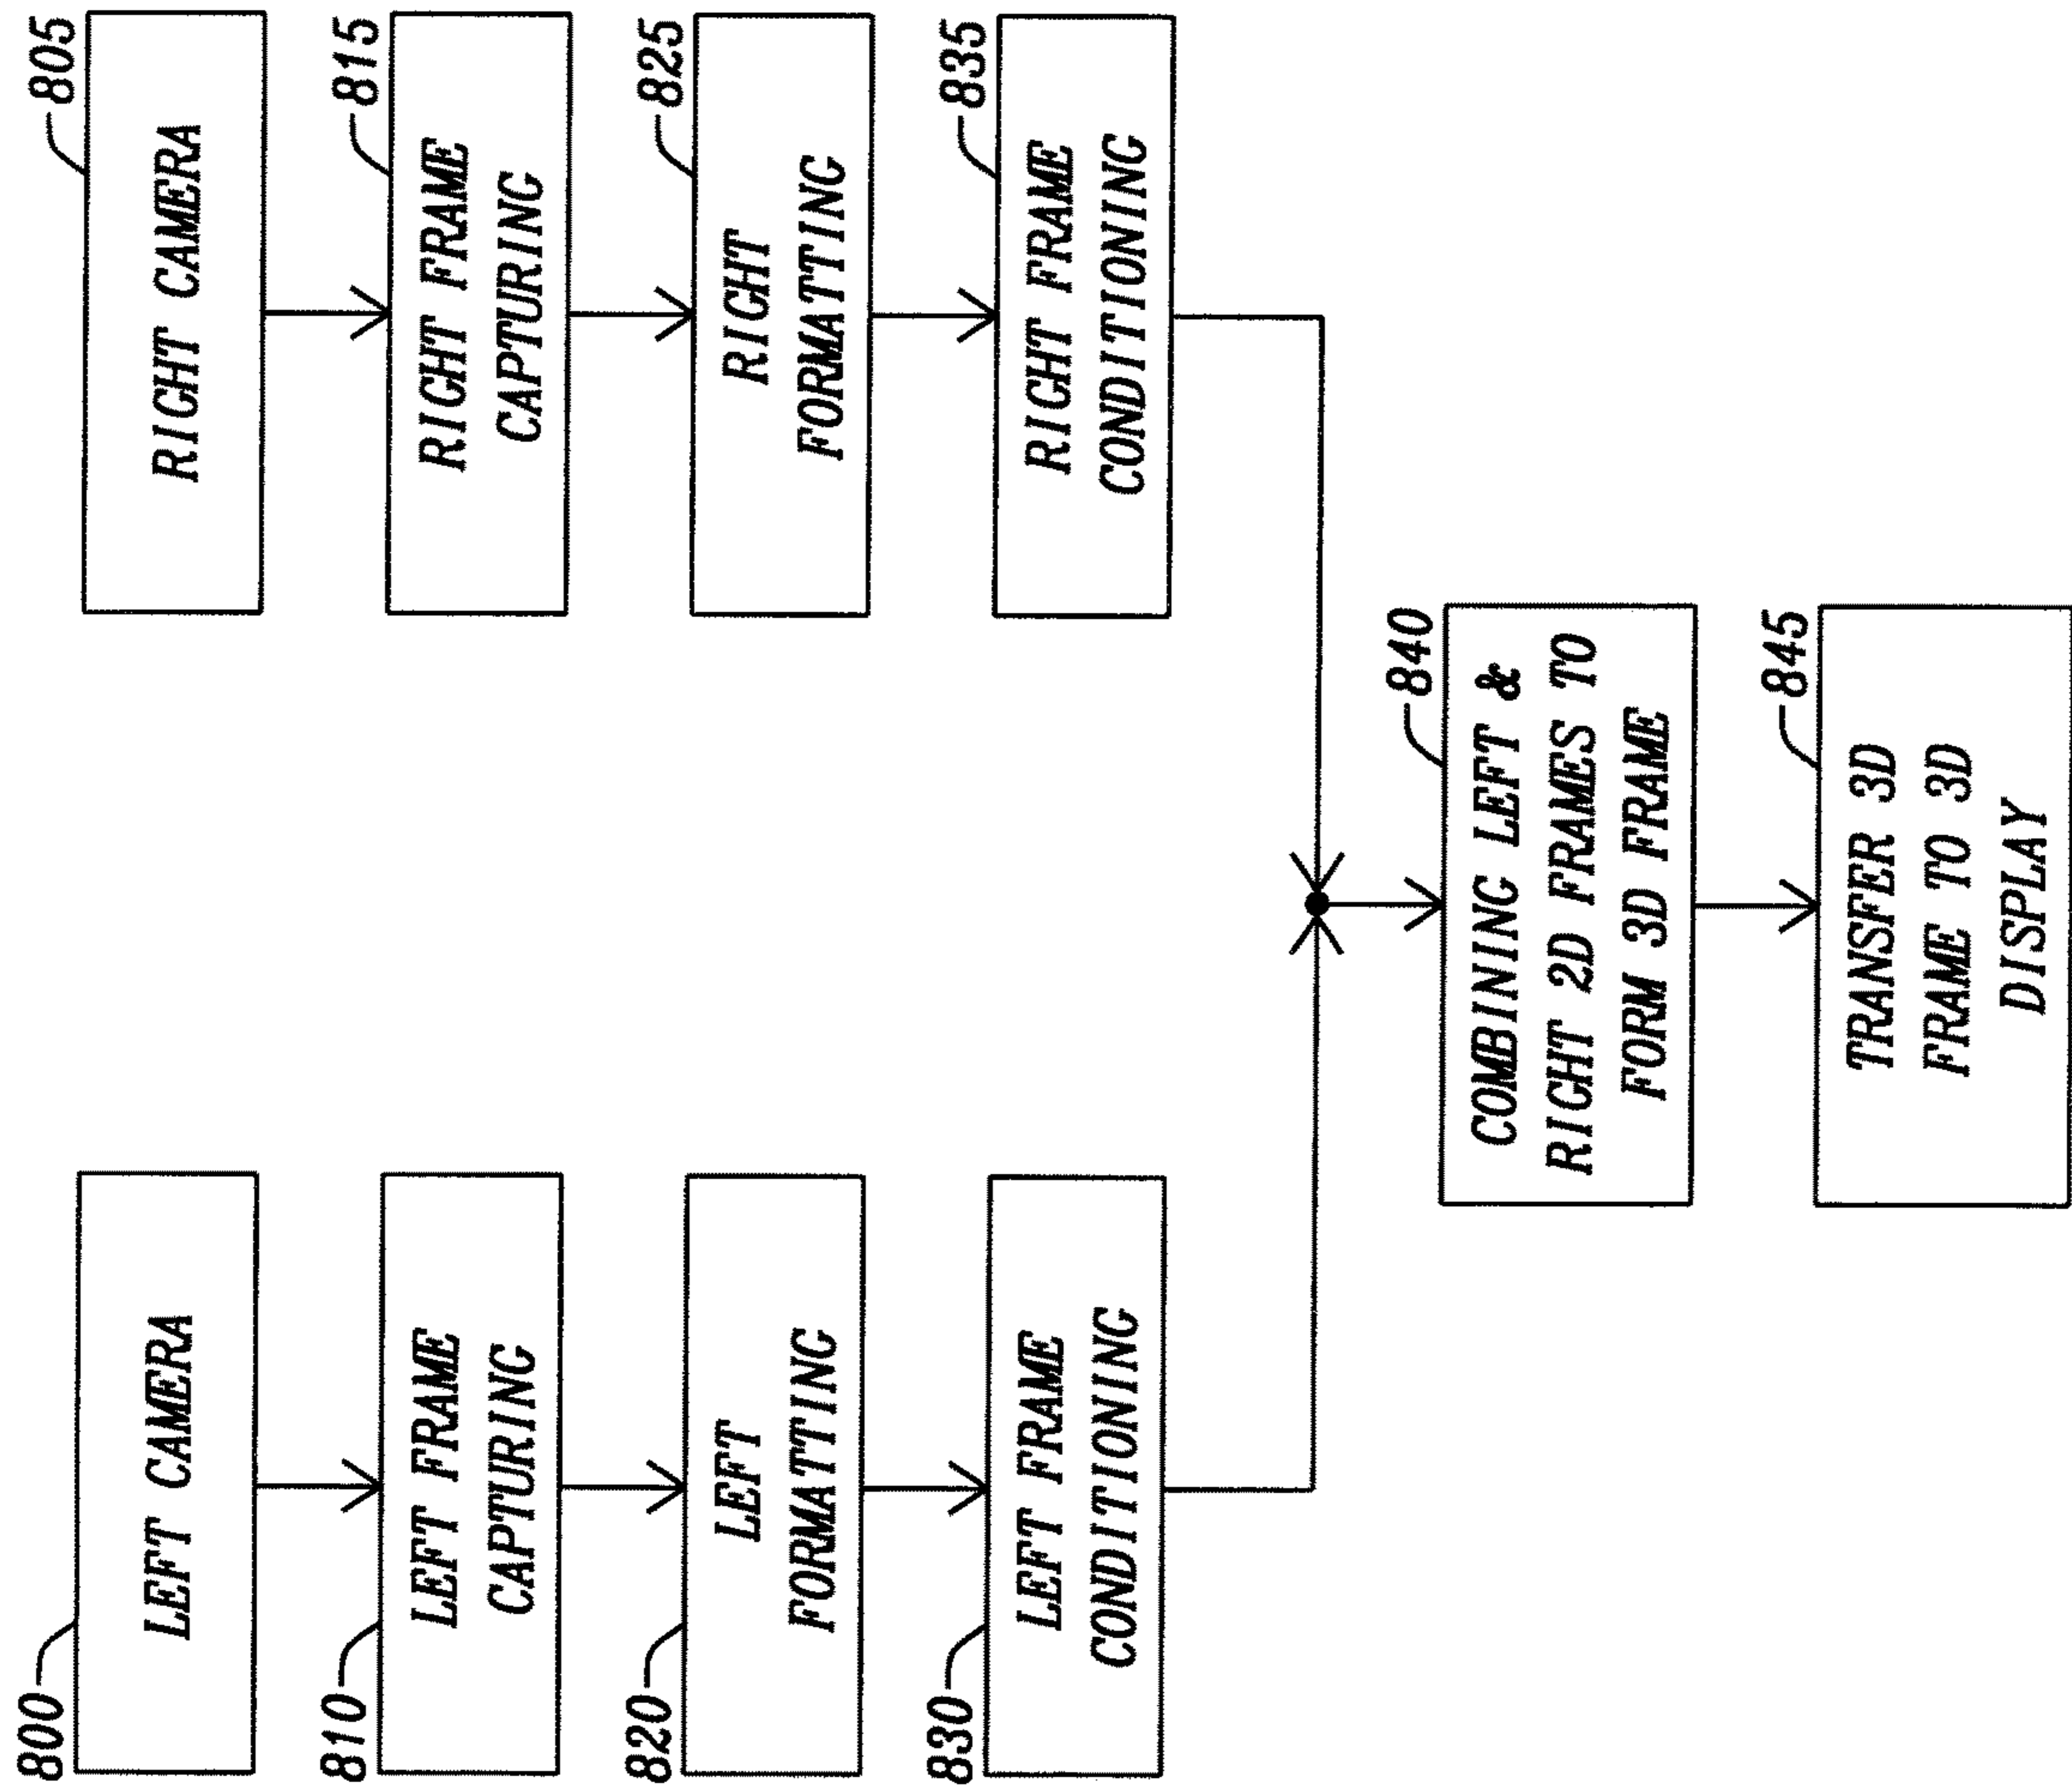 800
LEFT CAMERA
805
RIGHT CAMERA
810
LEFT FRAME
CAPTURING
815
RIGHT FRAME
CAPTURING
820
LEFT
FORMATTING
825
RIGHT
FORMATTING
830
LEFT FRAME
CONDITIONING
835
RIGHT FRAME
CONDITIONING
840
COMBINING LEFT &
RIGHT 2D FRAMES TO
FORM 3D FRAME
845
TRANSFER 3D
FRAME TO 3D
DISPLAY